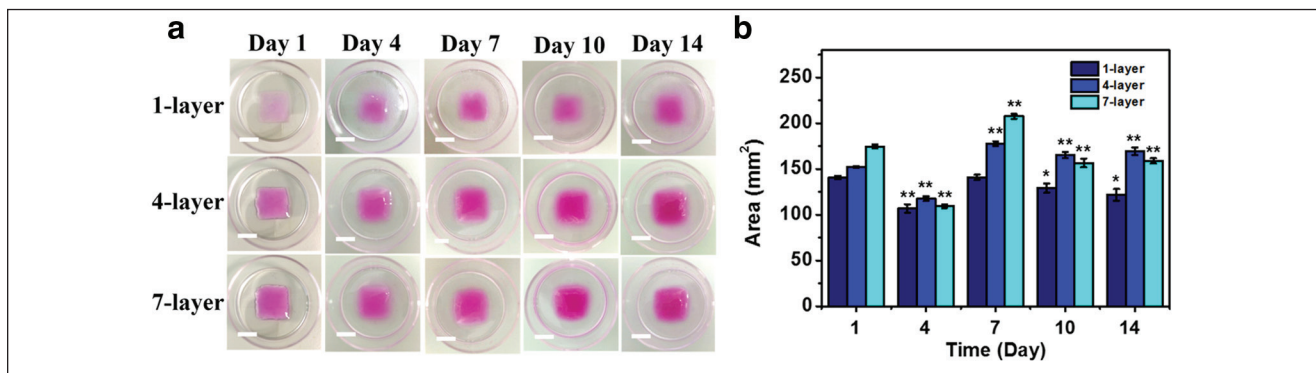 a
Day 1 Day 4 Day 7 Day 10 Day 14
1-layer
4-layer
7-layer
b
250
200
150
100
50
0
Area (mm²)
1-layer
4-layer
7-layer
** ** **
** **
** **
* ** **
* ** **
1 4 7 10 14
Time (Day)